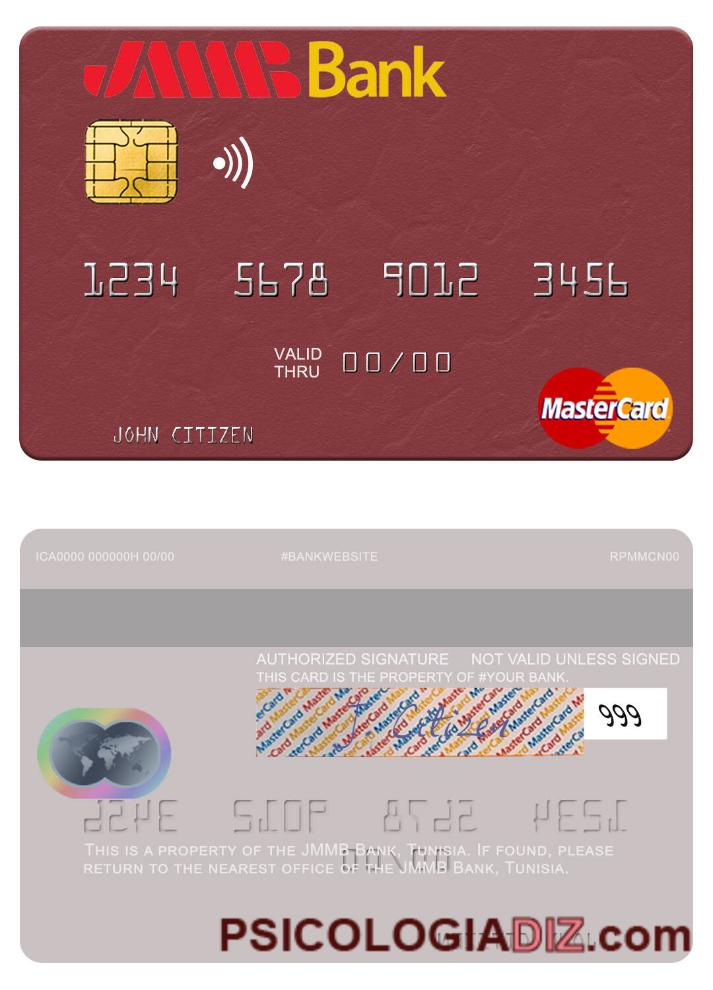 JMMB Bank
1234 5678 9012 3456
VALID THRU 00/00
JOHN CITIZEN
MasterCard
ICA0000 000000H 00/00 #BANKWEBSITE RPMMCN00
AUTHORIZED SIGNATURE NOT VALID UNLESS SIGNED
THIS CARD IS THE PROPERTY OF #YOUR BANK.
J. Citizen 999
THIS IS A PROPERTY OF THE JMMB BANK, TUNISIA. IF FOUND, PLEASE
RETURN TO THE NEAREST OFFICE OF THE JMMB BANK, TUNISIA.
PSICOLOGIADIZ.com